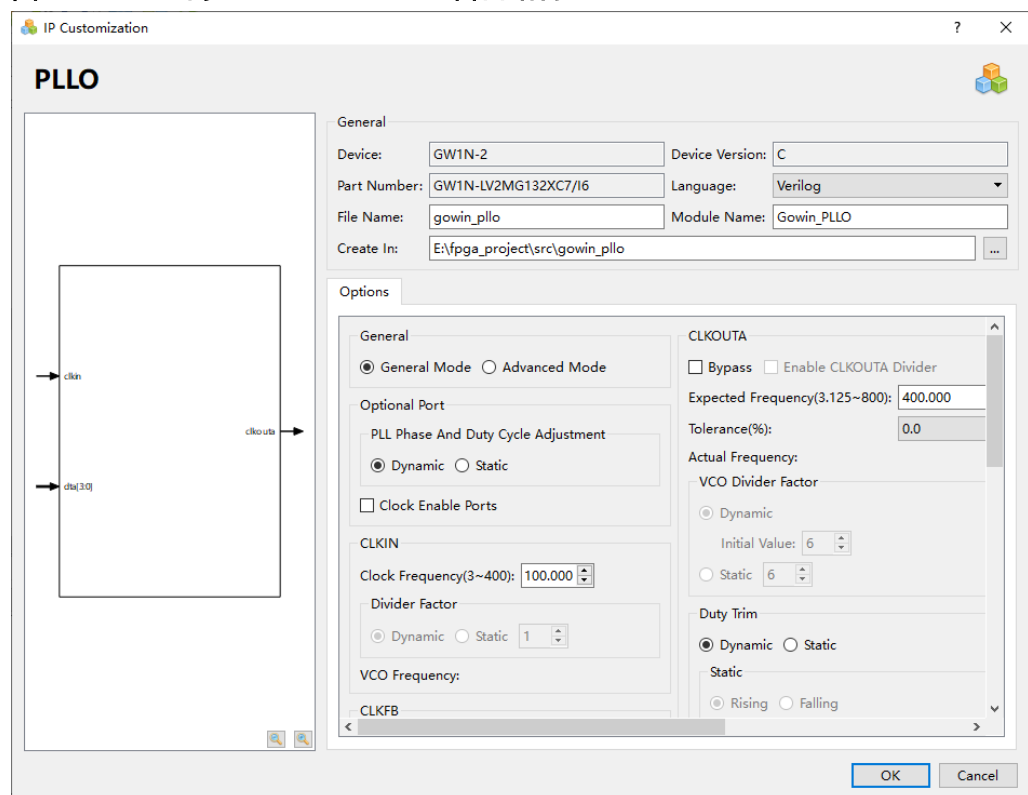 IP Customization ? ×
PLLO
General
Device: GW1N-2 Device Version: C
Part Number: GW1N-LV2MG132XC7/I6 Language: Verilog
File Name: gowin_pllo Module Name: Gowin_PLLO
Create In: E:\fpga_project\src\gowin_pllo ...
clkin
clkouta
dta[3:0]
Options
General
General Mode Advanced Mode
Optional Port
PLL Phase And Duty Cycle Adjustment
Dynamic Static
Clock Enable Ports
CLKIN
Clock Frequency(3~400): 100.000
Divider Factor
Dynamic Static 1
VCO Frequency:
CLKFB
CLKOUTA
Bypass Enable CLKOUTA Divider
Expected Frequency(3.125~800): 400.000
Tolerance(%): 0.0
Actual Frequency:
VCO Divider Factor
Dynamic
Initial Value: 6
Static 6
Duty Trim
Dynamic Static
Static
Rising Falling
OK Cancel